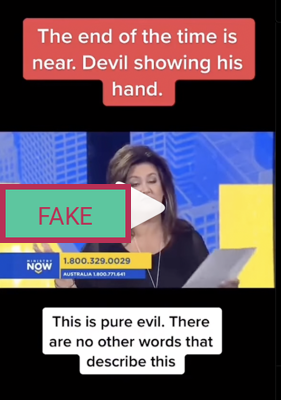 The end of the time is
near. Devil showing his
hand.
FAKE
MINISTRY
NOW
1.800.329.0029
AUSTRALIA 1.800.771.641
This is pure evil. There
are no other words that
describe this